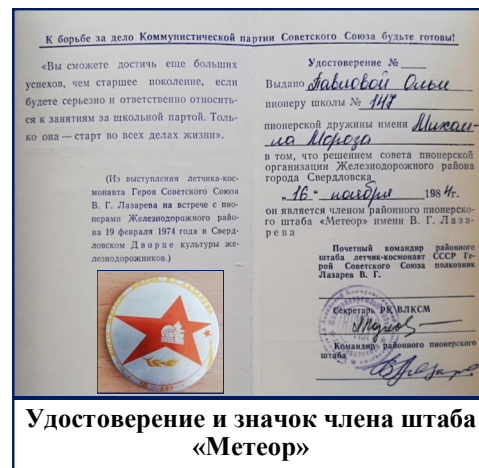 К борьбе за дело Коммунистической партии Советского Союза будьте готовы!
«Вы сможете достичь еще больших
успехов, чем старшее поколение, если
будете серьезно и ответственно относить-
ся к занятиям за школьной партой. Толь-
ко она — старт во всех делах жизни».
(Из выступления летчика-кос-
монавта Героя Советского Союза
В. Г. Лазарева на встрече с пио-
нерами Железнодорожного райо-
на 19 февраля 1974 года в Сверд-
ловском Дворце культуры же-
лезнодорожников.)
Удостоверение №
Выдано Павловой Ольги
пионеру школы № 147
пионерской дружины имени Михаи-
ла Мороза
в том, что решением совета пионерской
организации Железнодорожного района
города Свердловска
„16" ноября 1984г.
он является членом районного пионерско-
го штаба «Метеор» имени В. Г. Лаза-
рева
Почетный командир районного
штаба летчик-космонавт СССР Ге-
рой Советского Союза полковник
Лазарев В. Г.
Секретарь РК ВЛКСМ
Командир районного пионерского
штаба
Удостоверение и значок члена штаба
«Метеор»